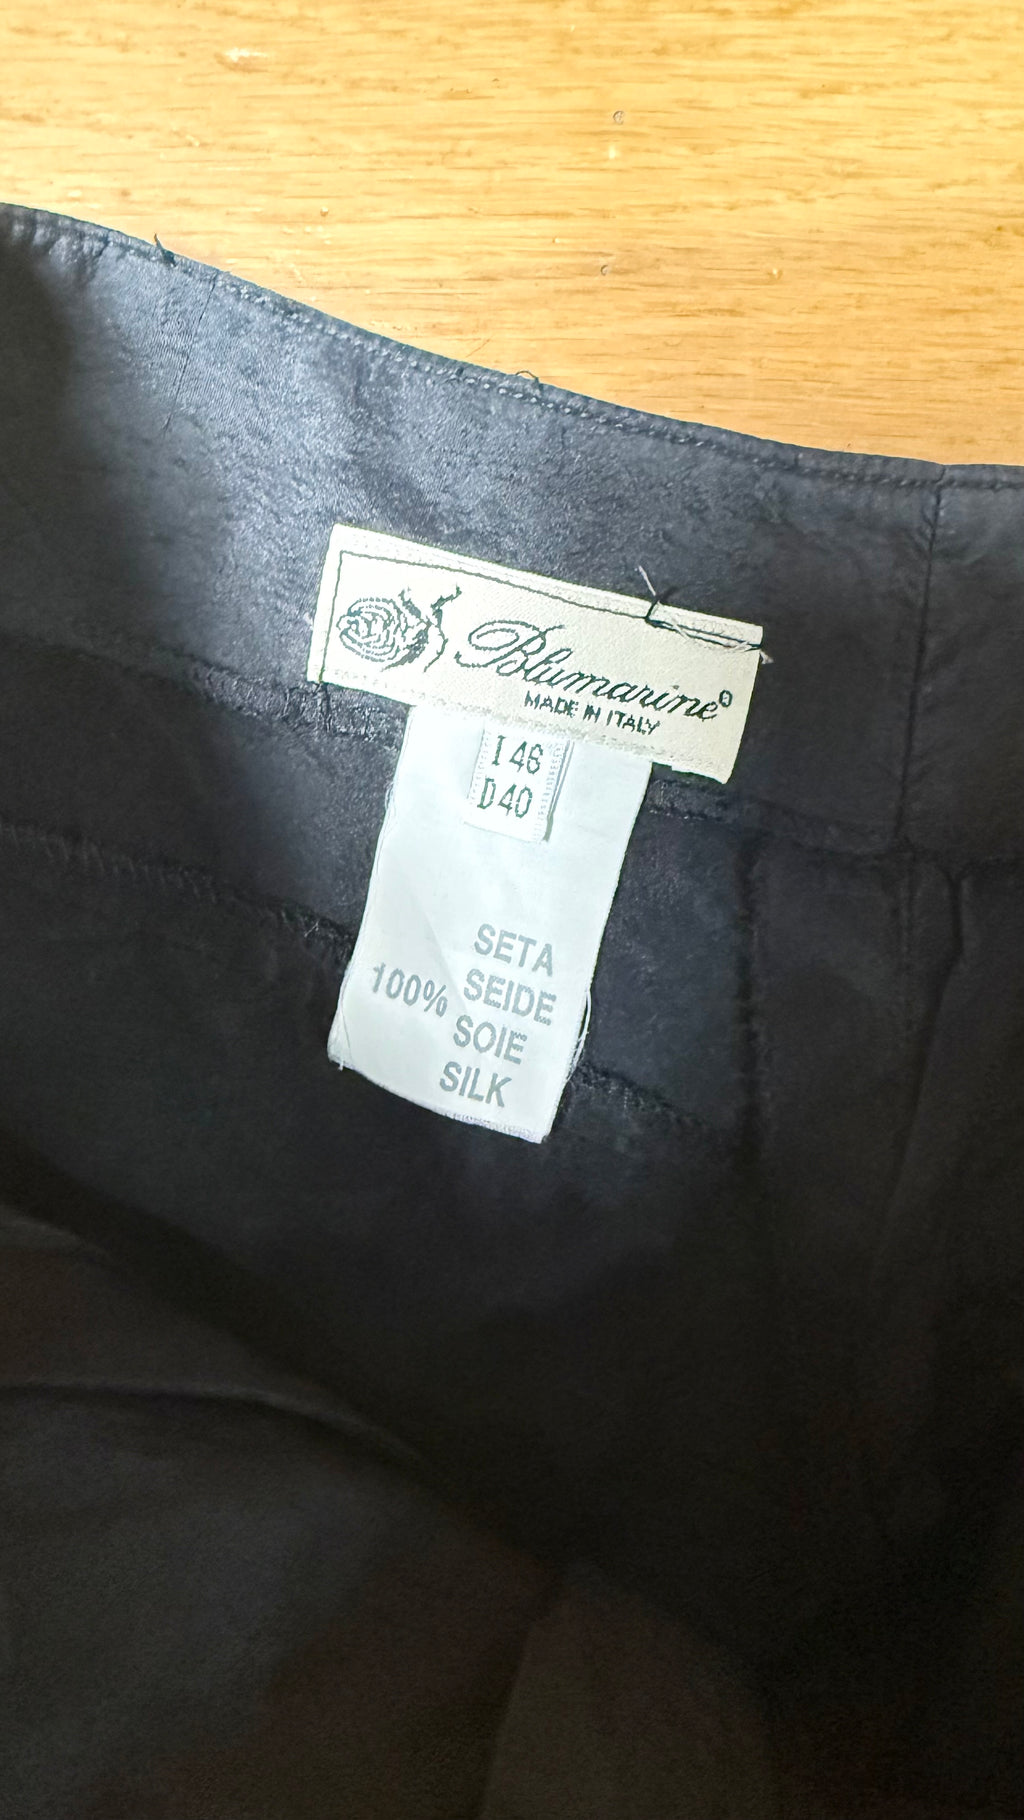 Blumarine®
MADE IN ITALY
I 46
D 40
SETA
100% SEIDE
SOIE
SILK